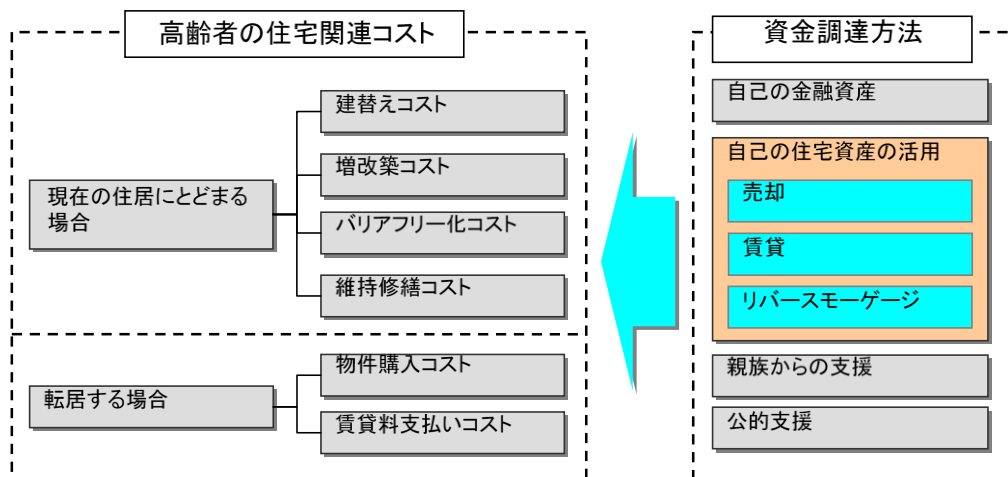 高齢者の住宅関連コスト
現在の住居にとどまる
場合
建替えコスト
増改築コスト
バリアフリー化コスト
維持修繕コスト
転居する場合
物件購入コスト
賃貸料支払いコスト
資金調達方法
自己の金融資産
自己の住宅資産の活用
売却
賃貸
リバースモーゲージ
親族からの支援
公的支援